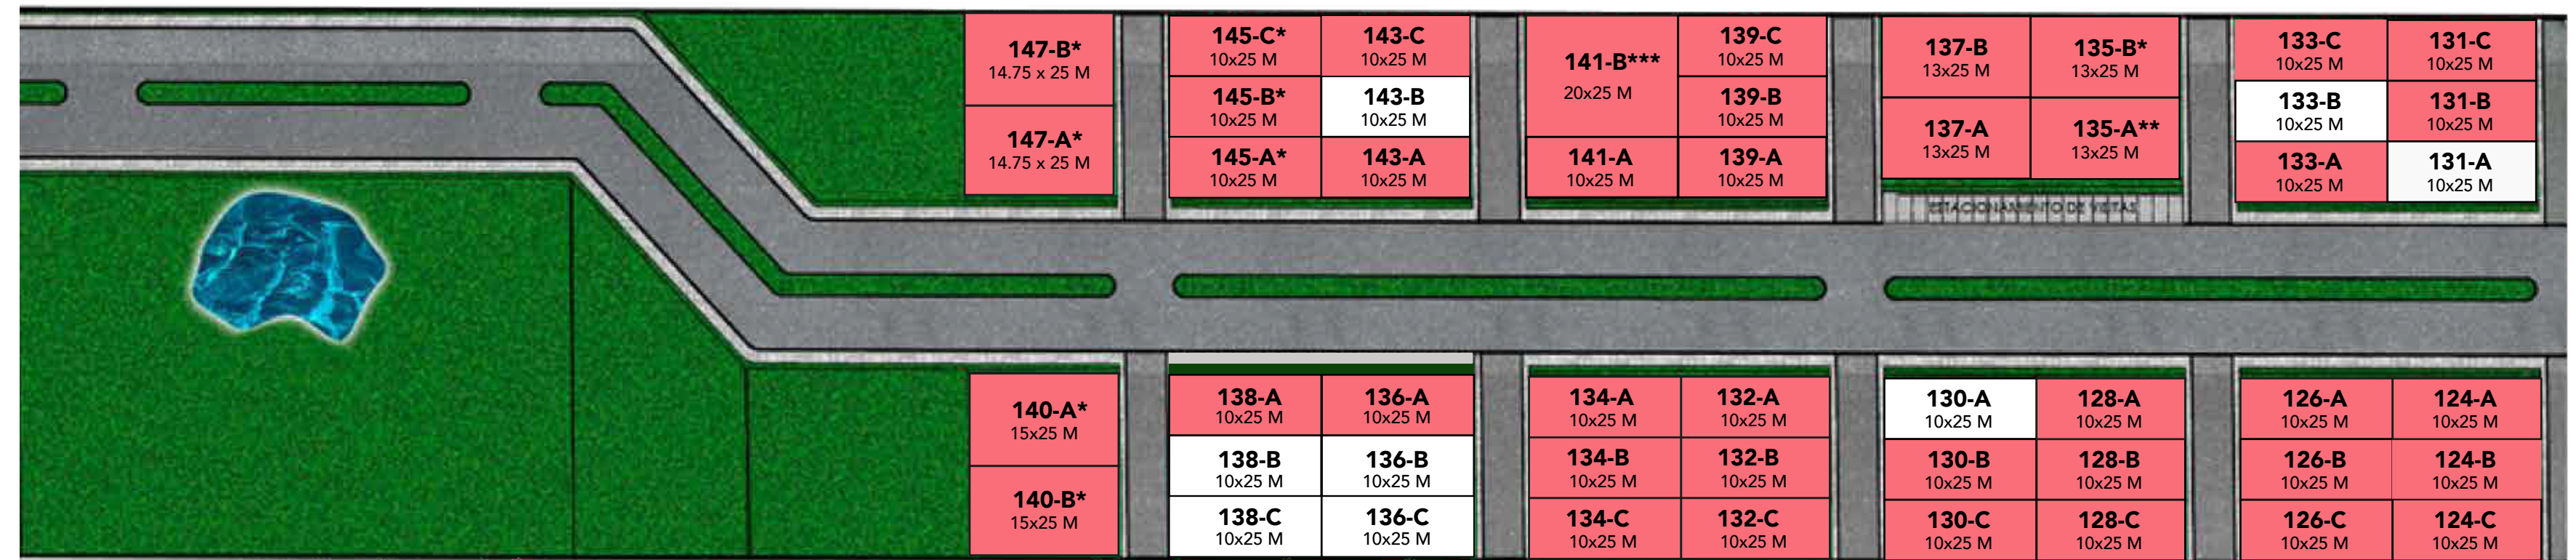 147-B*
14.75 x 25 M
147-A*
14.75 x 25 M
145-C*
10x25 M
143-C
10x25 M
145-B*
10x25 M
143-B
10x25 M
145-A*
10x25 M
143-A
10x25 M
141-B***
20x25 M
139-C
10x25 M
139-B
10x25 M
141-A
10x25 M
139-A
10x25 M
137-B
13x25 M
135-B*
13x25 M
137-A
13x25 M
135-A**
13x25 M
ESTACIONAMIENTO DE VISITAS
133-C
10x25 M
131-C
10x25 M
133-B
10x25 M
131-B
10x25 M
133-A
10x25 M
131-A
10x25 M
140-A*
15x25 M
140-B*
15x25 M
138-A
10x25 M
136-A
10x25 M
138-B
10x25 M
136-B
10x25 M
138-C
10x25 M
136-C
10x25 M
134-A
10x25 M
132-A
10x25 M
134-B
10x25 M
132-B
10x25 M
134-C
10x25 M
132-C
10x25 M
130-A
10x25 M
128-A
10x25 M
130-B
10x25 M
128-B
10x25 M
130-C
10x25 M
128-C
10x25 M
126-A
10x25 M
124-A
10x25 M
126-B
10x25 M
124-B
10x25 M
126-C
10x25 M
124-C
10x25 M